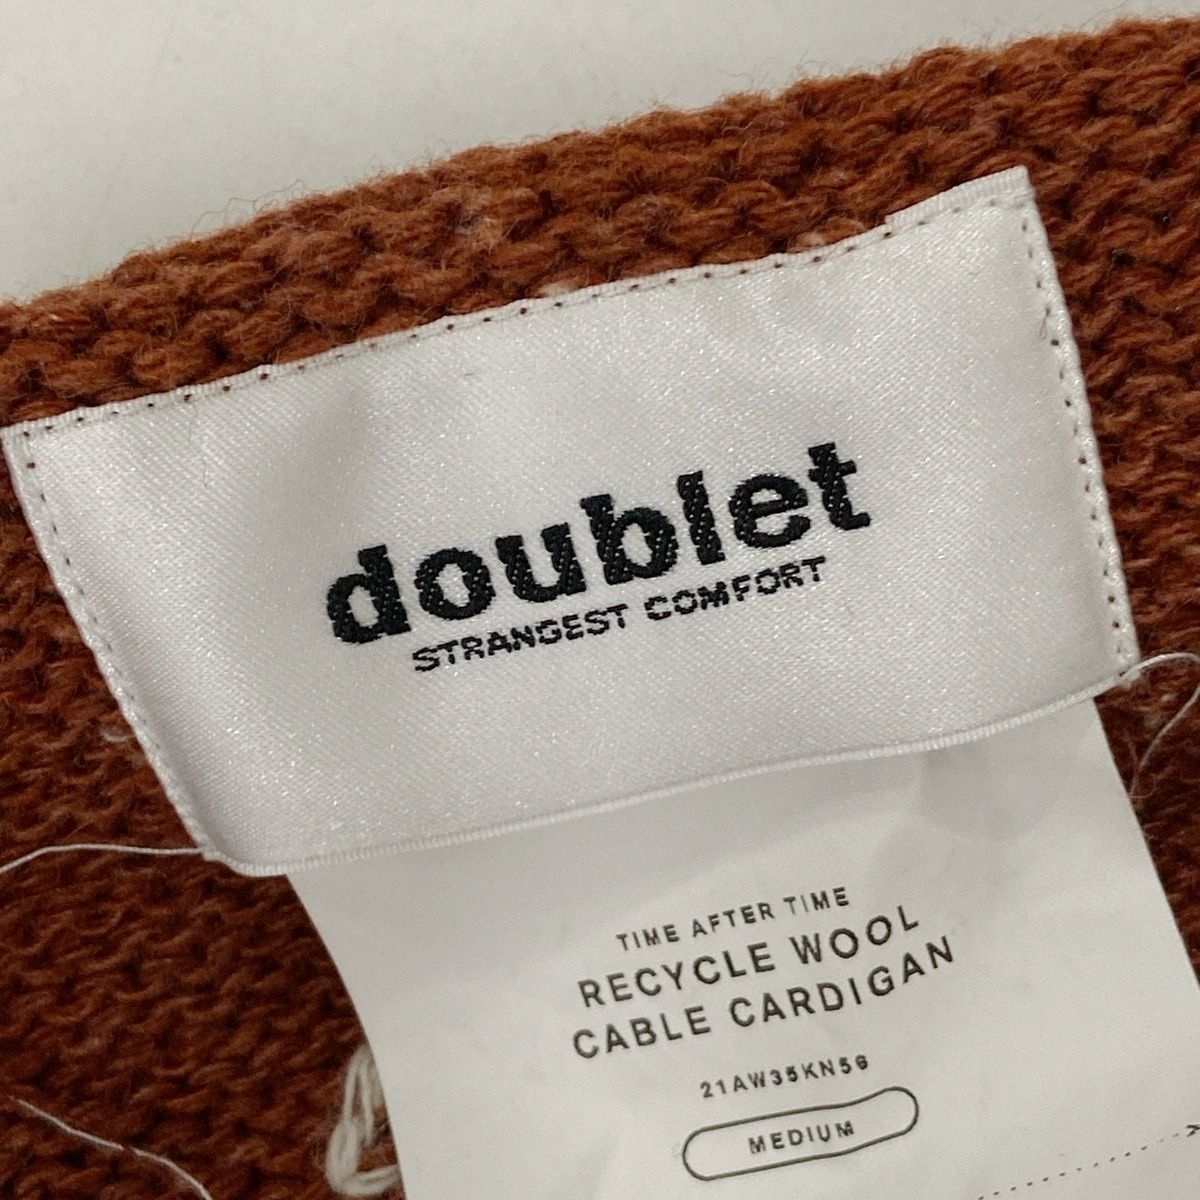 doublet
STRANGEST COMFORT
TIME AFTER TIME
RECYCLE WOOL
CABLE CARDIGAN
21AW35KN56
MEDIUM